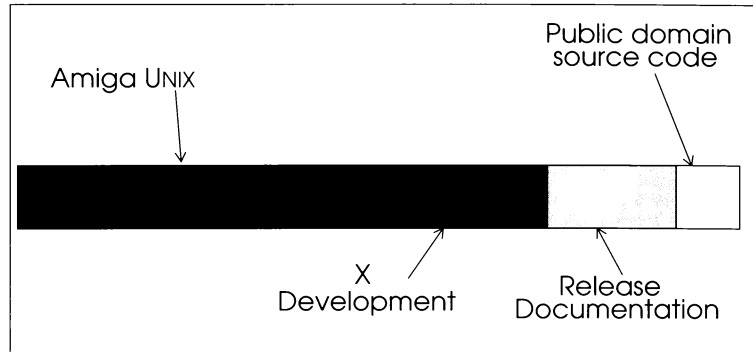 Public domain
source code
Amiga UNIX
X
Development
Release
Documentation